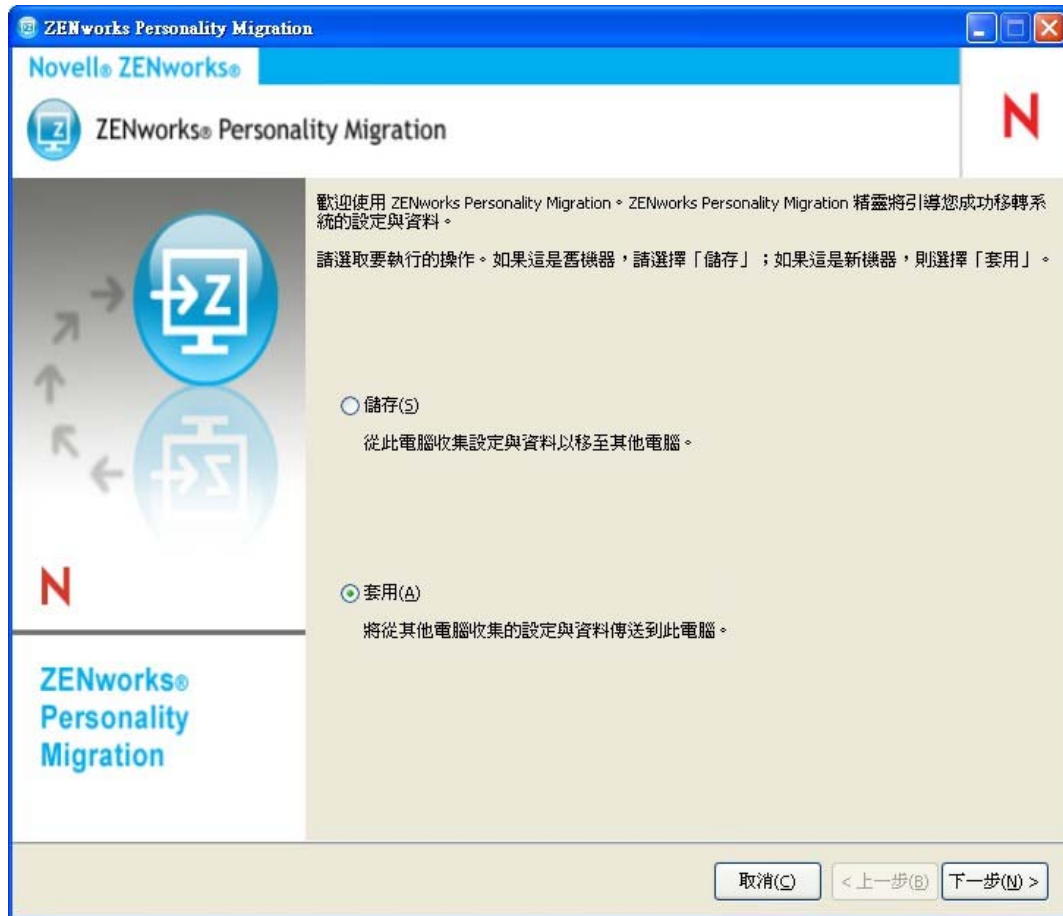 ZENworks Personality Migration
Novell® ZENworks®
ZENworks® Personality Migration
N
歡迎使用 ZENworks Personality Migration。ZENworks Personality Migration 精靈將引導您成功移轉系
統的設定與資料。
請選取要執行的操作。如果這是舊機器,請選擇「儲存」;如果這是新機器,則選擇「套用」。
Z
儲存(S)
從此電腦收集設定與資料以移至其他電腦。
N
套用(A)
將從其他電腦收集的設定與資料傳送到此電腦。
ZENworks®
Personality
Migration
取消(C)
< 上一步(B)
下一步(N) >